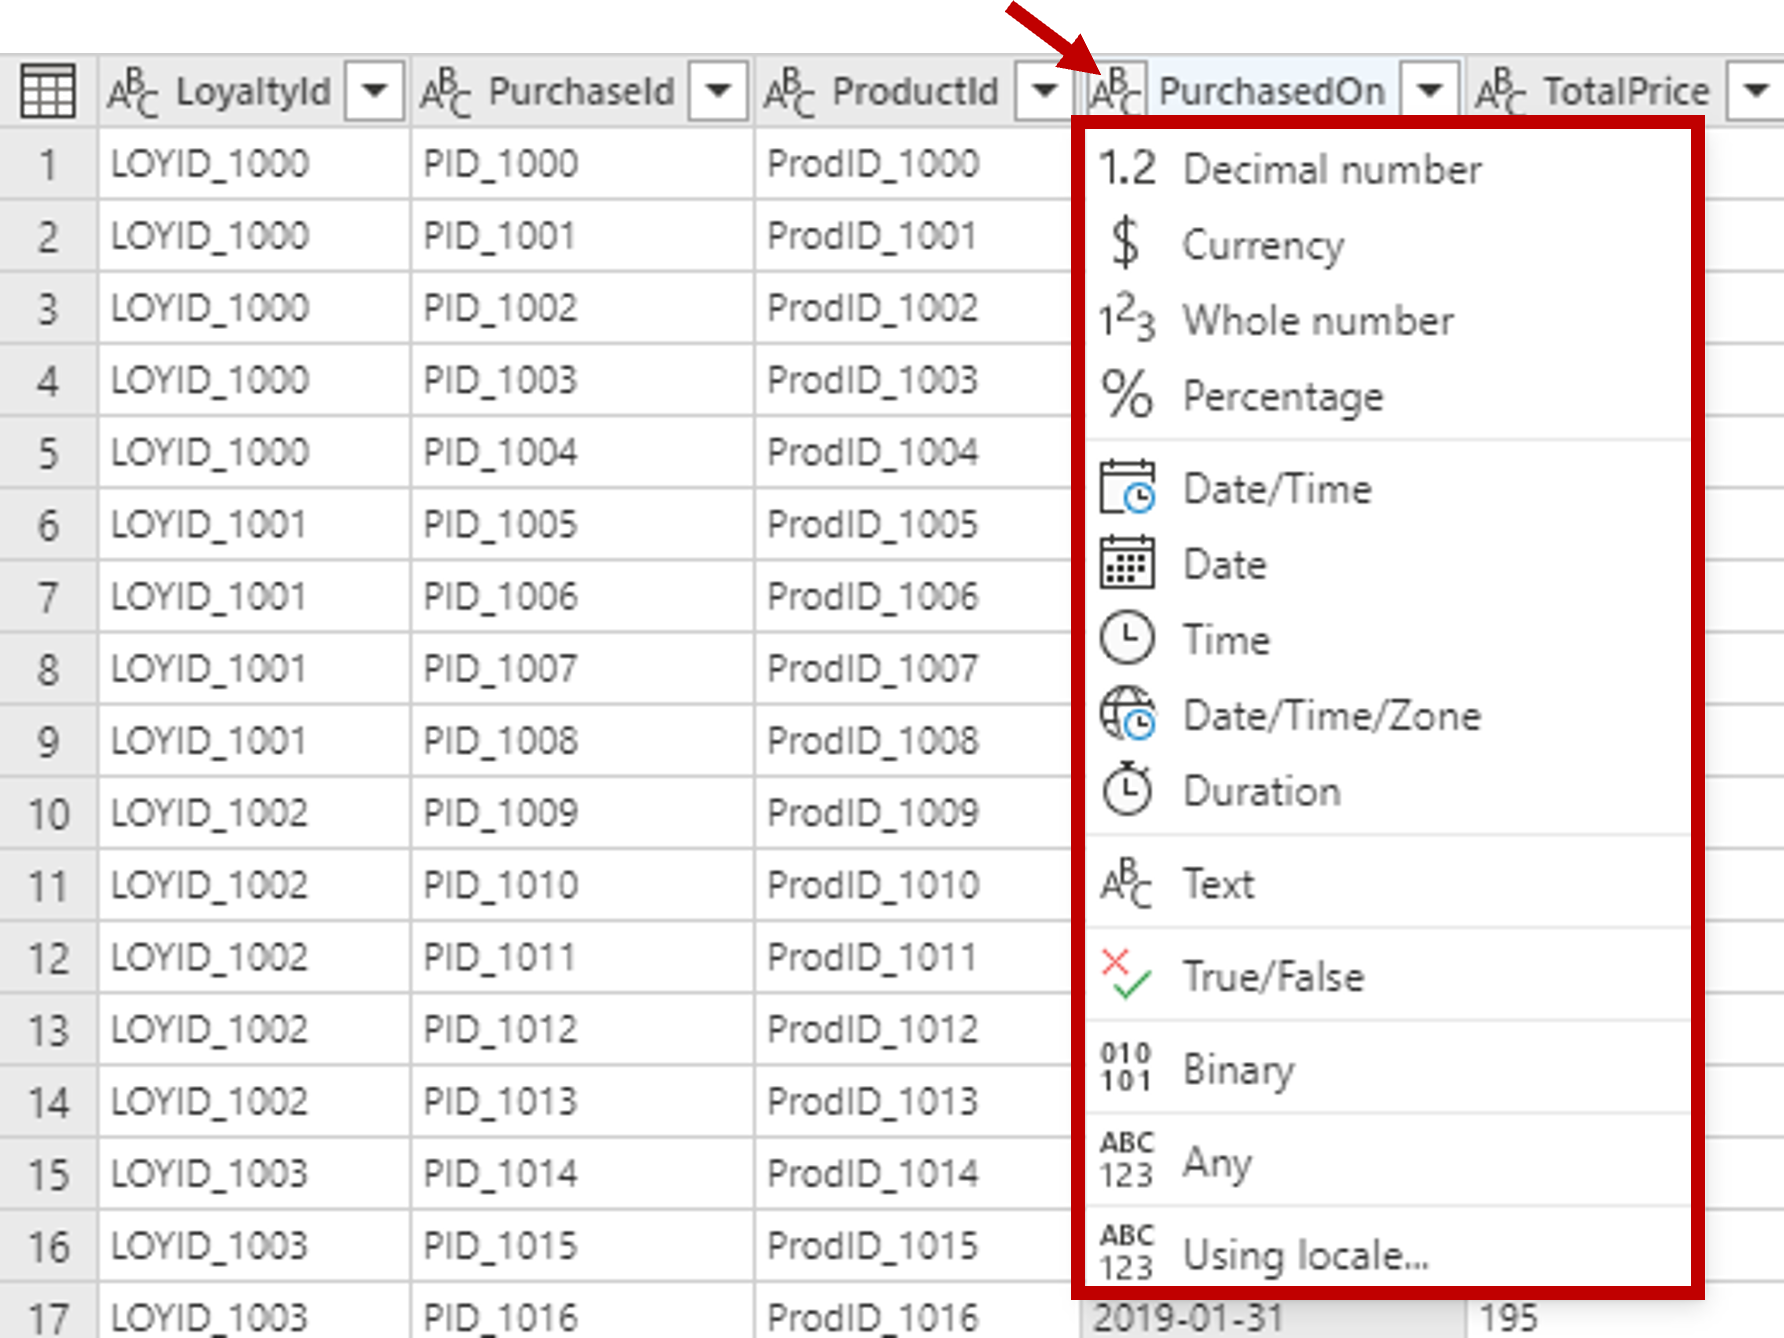 LoyaltyId PurchaseId ProductId PurchasedOn TotalPrice
1 LOYID_1000 PID_1000 ProdID_1000
2 LOYID_1000 PID_1001 ProdID_1001
3 LOYID_1000 PID_1002 ProdID_1002
4 LOYID_1000 PID_1003 ProdID_1003
5 LOYID_1000 PID_1004 ProdID_1004
6 LOYID_1001 PID_1005 ProdID_1005
7 LOYID_1001 PID_1006 ProdID_1006
8 LOYID_1001 PID_1007 ProdID_1007
9 LOYID_1001 PID_1008 ProdID_1008
10 LOYID_1002 PID_1009 ProdID_1009
11 LOYID_1002 PID_1010 ProdID_1010
12 LOYID_1002 PID_1011 ProdID_1011
13 LOYID_1002 PID_1012 ProdID_1012
14 LOYID_1002 PID_1013 ProdID_1013
15 LOYID_1003 PID_1014 ProdID_1014
16 LOYID_1003 PID_1015 ProdID_1015
17 LOYID_1003 PID_1016 ProdID_1016 2019-01-31 195
1.2 Decimal number
$ Currency
123 Whole number
% Percentage
Date/Time
Date
Time
Date/Time/Zone
Duration
ABC Text
True/False
010 101 Binary
ABC 123 Any
ABC 123 Using locale...